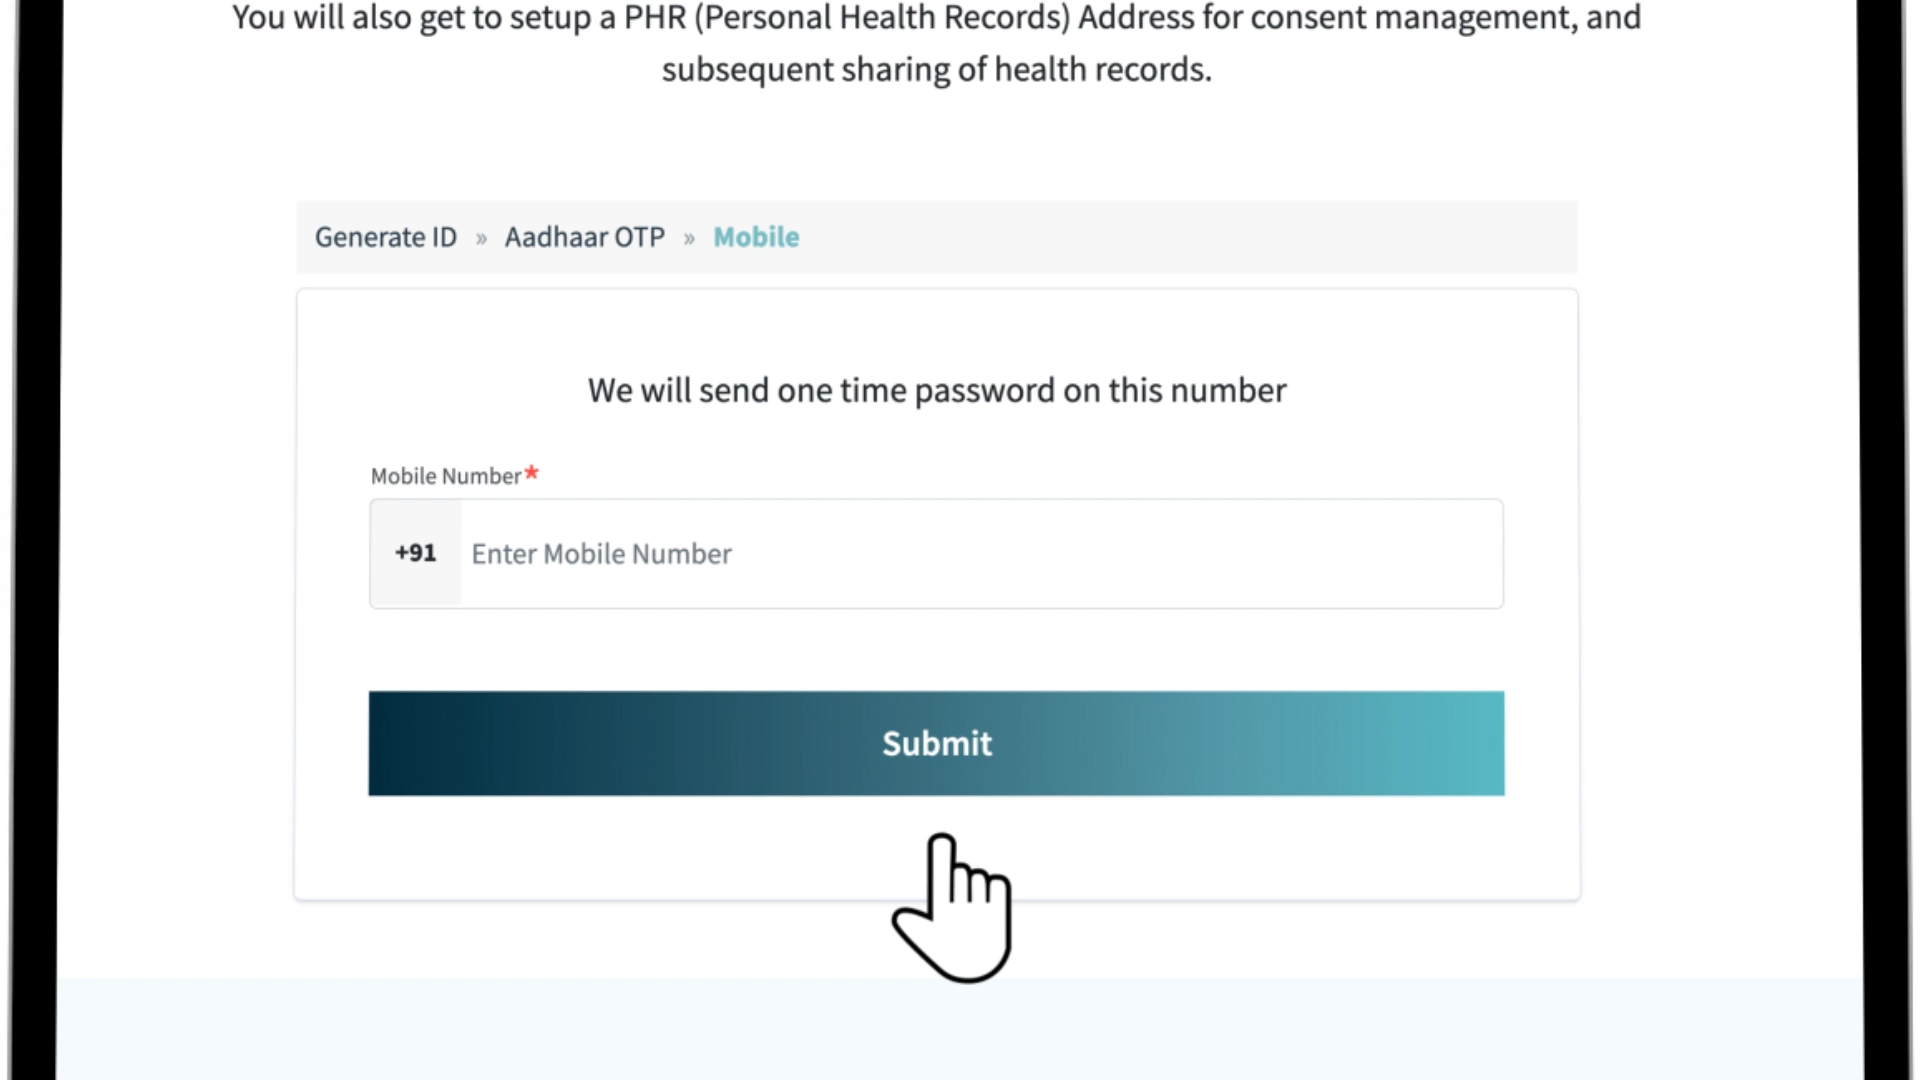 You will also get to setup a PHR (Personal Health Records) Address for consent management, and
subsequent sharing of health records.
Generate ID » Aadhaar OTP » Mobile
We will send one time password on this number
Mobile Number*
+91 Enter Mobile Number
Submit